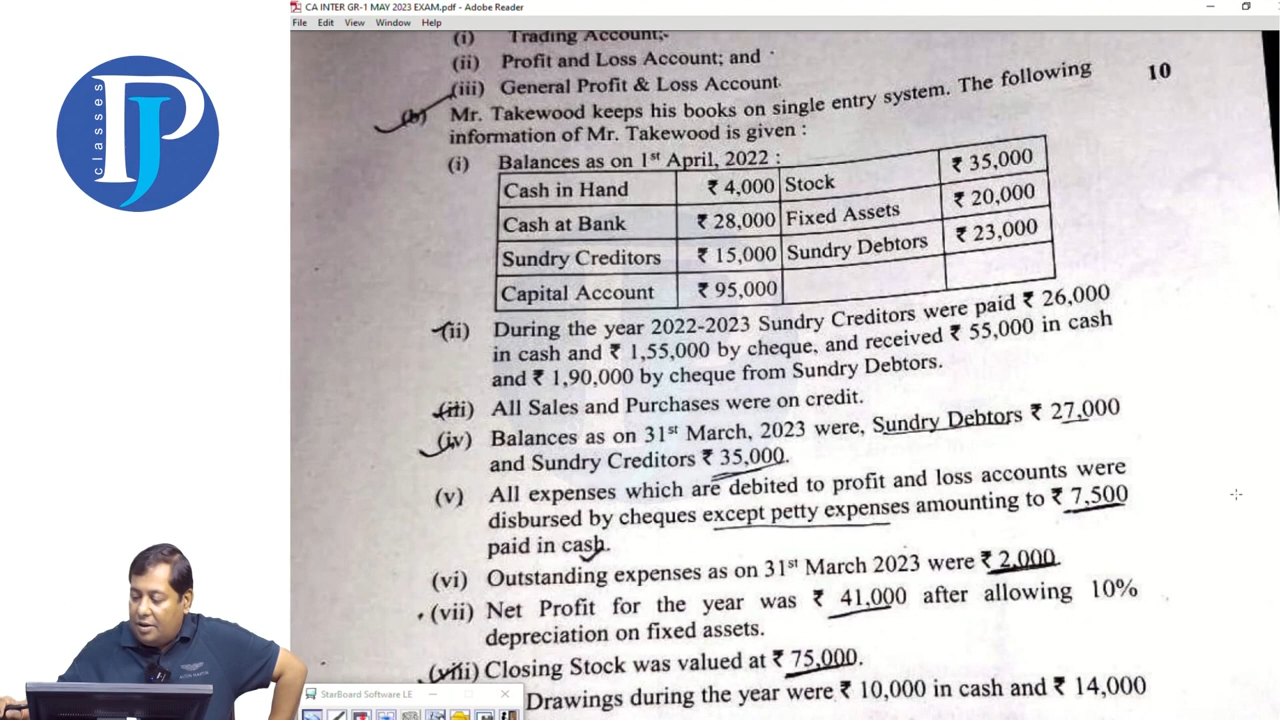 CA INTER GR-1 MAY 2023 EXAM.pdf - Adobe Reader
File Edit View Window Help
classes
PJ
(i) Trading Account;
(ii) Profit and Loss Account; and
(iii) General Profit & Loss Account.
10
(b) Mr. Takewood keeps his books on single entry system. The following
information of Mr. Takewood is given :
(i) Balances as on 1st April, 2022 :
Cash in Hand ₹ 4,000 Stock ₹ 35,000
Cash at Bank ₹ 28,000 Fixed Assets ₹ 20,000
Sundry Creditors ₹ 15,000 Sundry Debtors ₹ 23,000
Capital Account ₹ 95,000
(ii) During the year 2022-2023 Sundry Creditors were paid ₹ 26,000
in cash and ₹ 1,55,000 by cheque, and received ₹ 55,000 in cash
and ₹ 1,90,000 by cheque from Sundry Debtors.
(iii) All Sales and Purchases were on credit.
(iv) Balances as on 31st March, 2023 were, Sundry Debtors ₹ 27,000
and Sundry Creditors ₹ 35,000.
(v) All expenses which are debited to profit and loss accounts were
disbursed by cheques except petty expenses amounting to ₹ 7,500
paid in cash.
(vi) Outstanding expenses as on 31st March 2023 were ₹ 2,000.
(vii) Net Profit for the year was ₹ 41,000 after allowing 10%
depreciation on fixed assets.
(viii) Closing Stock was valued at ₹ 75,000.
Drawings during the year were ₹ 10,000 in cash and ₹ 14,000
StarBoard Software LE
ASTON MARTIN